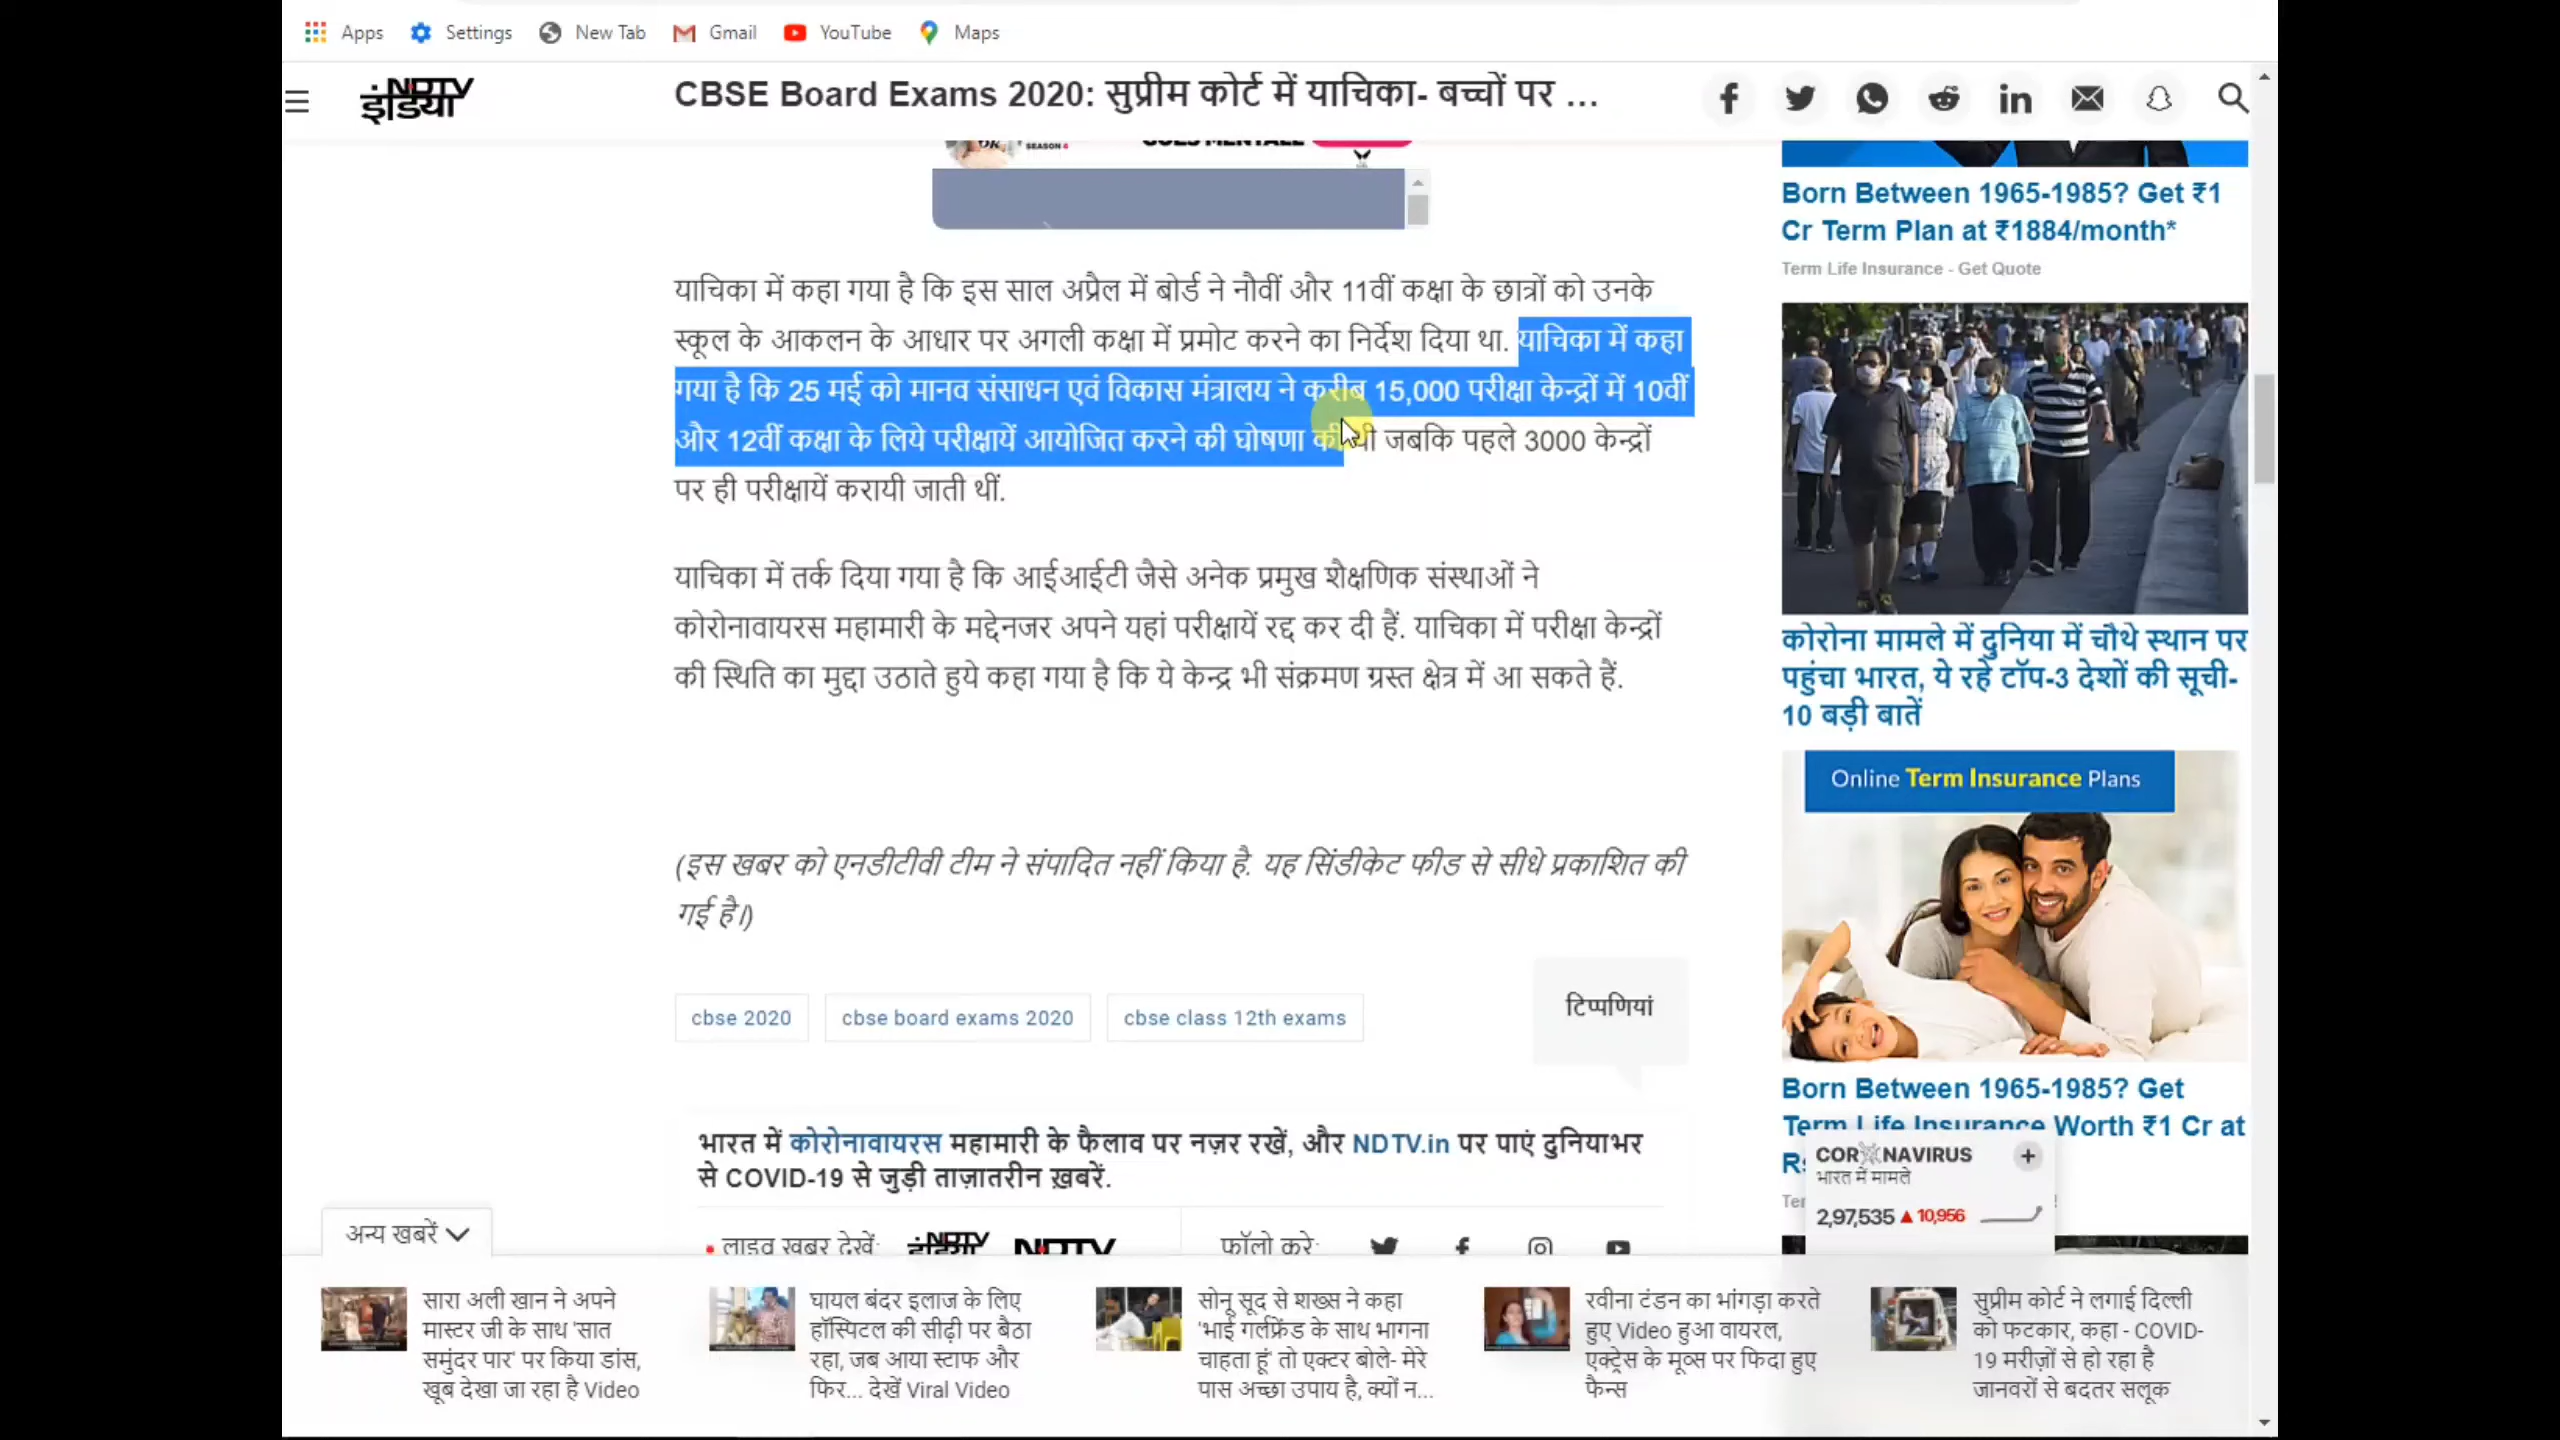 Apps Settings New Tab Gmail YouTube Maps
NDTV
इंडिया
CBSE Board Exams 2020: सुप्रीम कोर्ट में याचिका- बच्चों पर ...
SEASON 4
याचिका में कहा गया है कि इस साल अप्रैल में बोर्ड ने नौवीं और 11वीं कक्षा के छात्रों को उनके
स्कूल के आकलन के आधार पर अगली कक्षा में प्रमोट करने का निर्देश दिया था. याचिका में कहा
गया है कि 25 मई को मानव संसाधन एवं विकास मंत्रालय ने करीब 15,000 परीक्षा केन्द्रों में 10वीं
और 12वीं कक्षा के लिये परीक्षायें आयोजित करने की घोषणा की थी जबकि पहले 3000 केन्द्रों
पर ही परीक्षायें करायी जाती थीं.
याचिका में तर्क दिया गया है कि आईआईटी जैसे अनेक प्रमुख शैक्षणिक संस्थाओं ने
कोरोनावायरस महामारी के मद्देनजर अपने यहां परीक्षायें रद्द कर दी हैं. याचिका में परीक्षा केन्द्रों
की स्थिति का मुद्दा उठाते हुये कहा गया है कि ये केन्द्र भी संक्रमण ग्रस्त क्षेत्र में आ सकते हैं.
(इस खबर को एनडीटीवी टीम ने संपादित नहीं किया है. यह सिंडीकेट फीड से सीधे प्रकाशित की
गई है।)
cbse 2020 cbse board exams 2020 cbse class 12th exams
टिप्पणियां
भारत में कोरोनावायरस महामारी के फैलाव पर नज़र रखें, और NDTV.in पर पाएं दुनियाभर
से COVID-19 से जुड़ी ताज़ातरीन ख़बरें.
लाइव खबर देखें: NDTV इंडिया NDTV फॉलो करे:
Born Between 1965-1985? Get ₹1
Cr Term Plan at ₹1884/month*
Term Life Insurance - Get Quote
कोरोना मामले में दुनिया में चौथे स्थान पर
पहुंचा भारत, ये रहे टॉप-3 देशों की सूची-
10 बड़ी बातें
Online Term Insurance Plans
Born Between 1965-1985? Get
Term Life Insurance Worth ₹1 Cr at
CORONAVIRUS +
भारत में मामले
2,97,535 ▲ 10,956
अन्य खबरें
सारा अली खान ने अपने
मास्टर जी के साथ 'सात
समुंदर पार' पर किया डांस,
खूब देखा जा रहा है Video
घायल बंदर इलाज के लिए
हॉस्पिटल की सीढ़ी पर बैठा
रहा, जब आया स्टाफ और
फिर... देखें Viral Video
सोनू सूद से शख्स ने कहा
'भाई गर्लफ्रेंड के साथ भागना
चाहता हूं' तो एक्टर बोले- मेरे
पास अच्छा उपाय है, क्यों न...
रवीना टंडन का भांगड़ा करते
हुए Video हुआ वायरल,
एक्ट्रेस के मूव्स पर फिदा हुए
फैन्स
सुप्रीम कोर्ट ने लगाई दिल्ली
को फटकार, कहा - COVID-
19 मरीज़ों से हो रहा है
जानवरों से बदतर सलूक